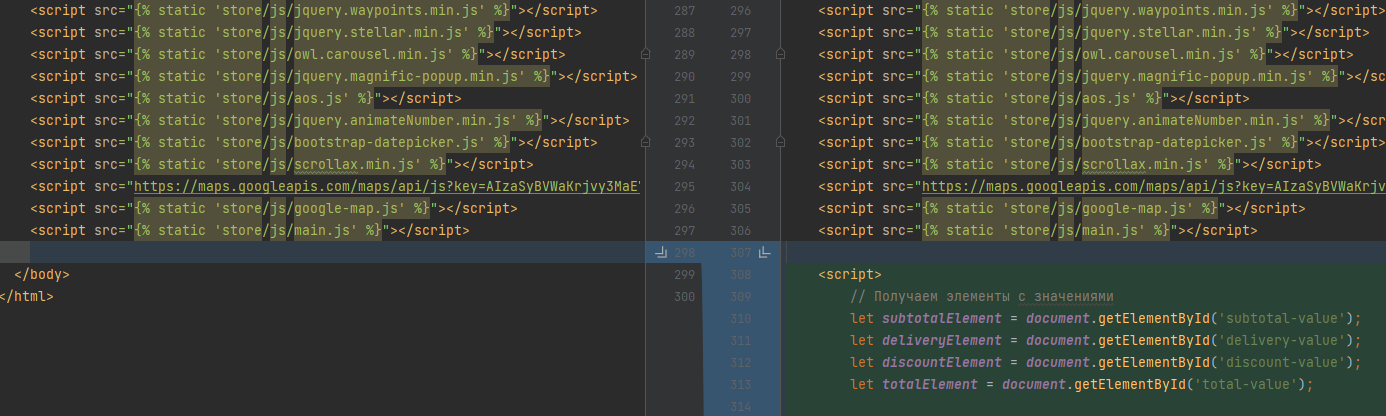 <script src="{% static 'store/js/jquery.waypoints.min.js' %}"></script>
<script src="{% static 'store/js/jquery.stellar.min.js' %}"></script>
<script src="{% static 'store/js/owl.carousel.min.js' %}"></script>
<script src="{% static 'store/js/jquery.magnific-popup.min.js' %}"></script>
<script src="{% static 'store/js/aos.js' %}"></script>
<script src="{% static 'store/js/jquery.animateNumber.min.js' %}"></script>
<script src="{% static 'store/js/bootstrap-datepicker.js' %}"></script>
<script src="{% static 'store/js/scrollax.min.js' %}"></script>
<script src="https://maps.googleapis.com/maps/api/js?key=AIzaSyBVWaKrjvy3MaE
<script src="{% static 'store/js/google-map.js' %}"></script>
<script src="{% static 'store/js/main.js' %}"></script>
</body>
</html>
287 296
288 297
289 298
290 299
291 300
292 301
293 302
294 303
295 304
296 305
297 306
298 307
299 308
300 309
310
311
312
313
314
<script src="{% static 'store/js/jquery.waypoints.min.js' %}"></script>
<script src="{% static 'store/js/jquery.stellar.min.js' %}"></script>
<script src="{% static 'store/js/owl.carousel.min.js' %}"></script>
<script src="{% static 'store/js/jquery.magnific-popup.min.js' %}"></sc
<script src="{% static 'store/js/aos.js' %}"></script>
<script src="{% static 'store/js/jquery.animateNumber.min.js' %}"></scr
<script src="{% static 'store/js/bootstrap-datepicker.js' %}"></script>
<script src="{% static 'store/js/scrollax.min.js' %}"></script>
<script src="https://maps.googleapis.com/maps/api/js?key=AIzaSyBVWaKrjv
<script src="{% static 'store/js/google-map.js' %}"></script>
<script src="{% static 'store/js/main.js' %}"></script>
<script>
// Получаем элементы с значениями
let subtotalElement = document.getElementById('subtotal-value');
let deliveryElement = document.getElementById('delivery-value');
let discountElement = document.getElementById('discount-value');
let totalElement = document.getElementById('total-value');